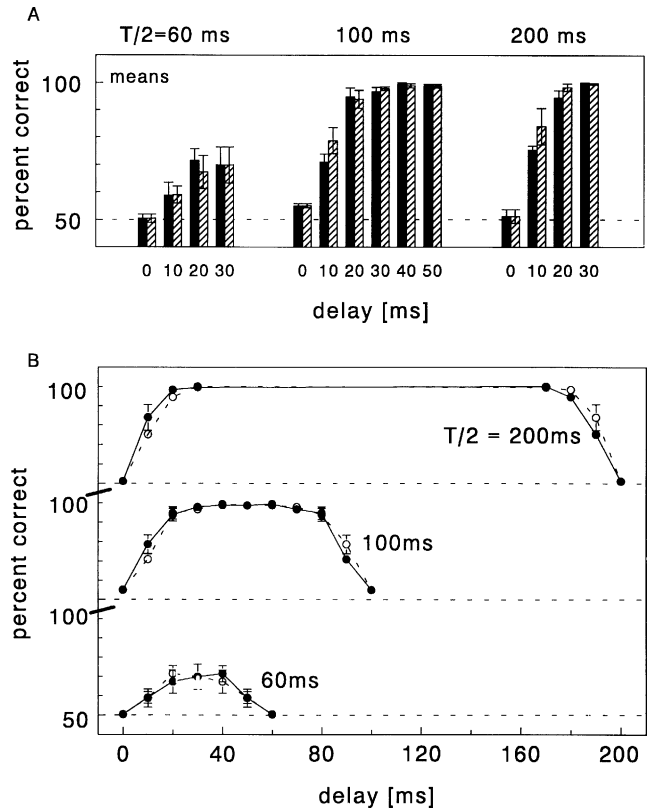 A
T/2=60 ms 100 ms 200 ms
means
100
50
percent correct
0 10 20 30 0 10 20 30 40 50 0 10 20 30
delay [ms]
B
100
T/2 = 200ms
100
100ms
100
60ms
50
percent correct
percent correct
0 40 80 120 160 200
delay [ms]